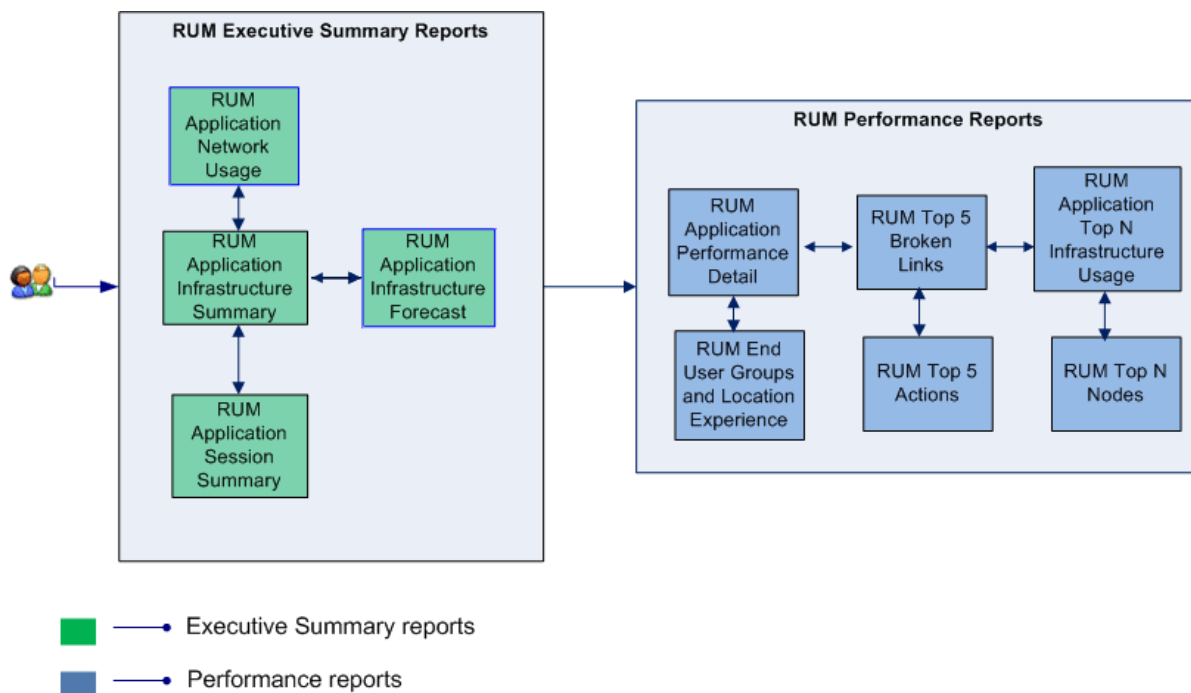 RUM Executive Summary Reports
RUM
Application
Network
Usage
RUM
Application
Infrastructure
Summary
RUM
Application
Infrastructure
Forecast
RUM
Application
Session
Summary
RUM Performance Reports
RUM
Application
Performance
Detail
RUM Top 5
Broken
Links
RUM
Application
Top N
Infrastructure
Usage
RUM End
User Groups
and Location
Experience
RUM Top 5
Actions
RUM Top N
Nodes
Executive Summary reports
Performance reports